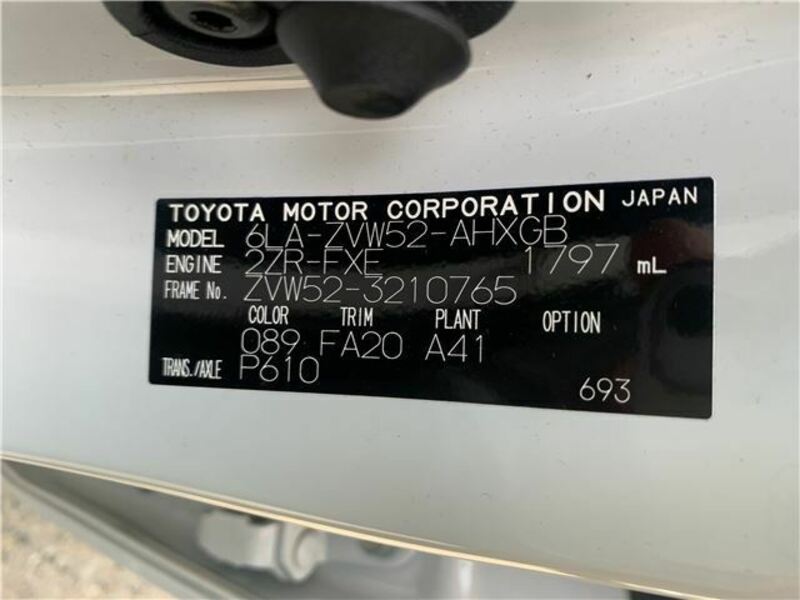 TOYOTA MOTOR CORPORATION JAPAN
MODEL 6LA-ZVW52-AHXGB
ENGINE 2ZR-FXE 1797 mL
FRAME No. ZVW52-3210765
COLOR TRIM PLANT OPTION
089 FA20 A41
TRANS./AXLE P610
693